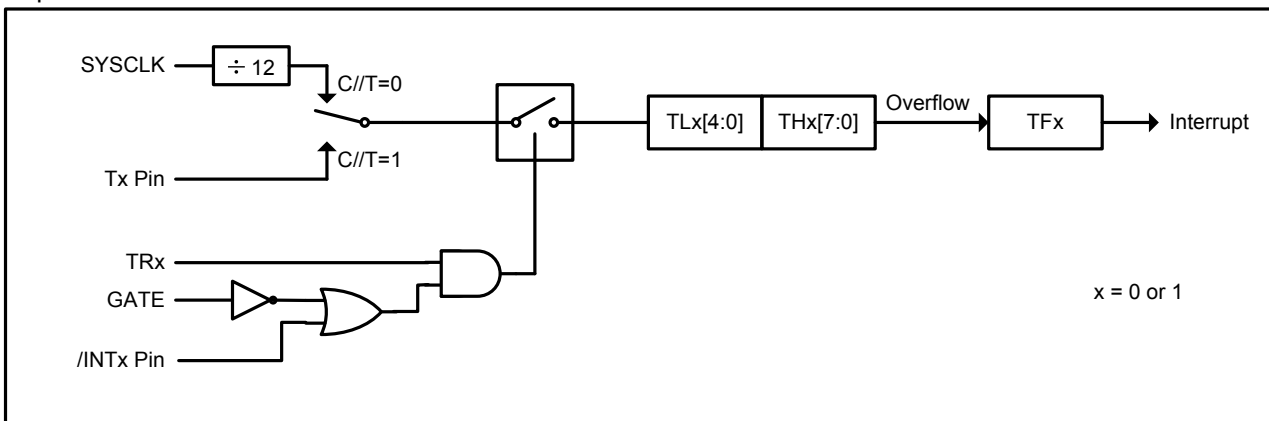 SYSCLK
÷ 12
C//T=0
C//T=1
Tx Pin
TLx[4:0]
THx[7:0]
Overflow
TFx
Interrupt
TRx
GATE
/INTx Pin
x = 0 or 1